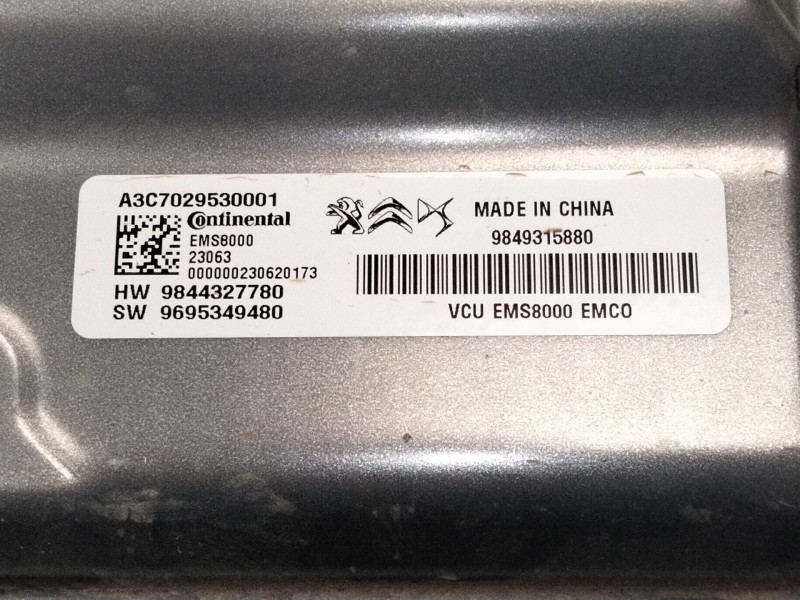 A3C7029530001
Continental
EMS8000
23063
000000230620173
HW 9844327780
SW 9695349480
MADE IN CHINA
9849315880
VCU EMS8000 EMCO